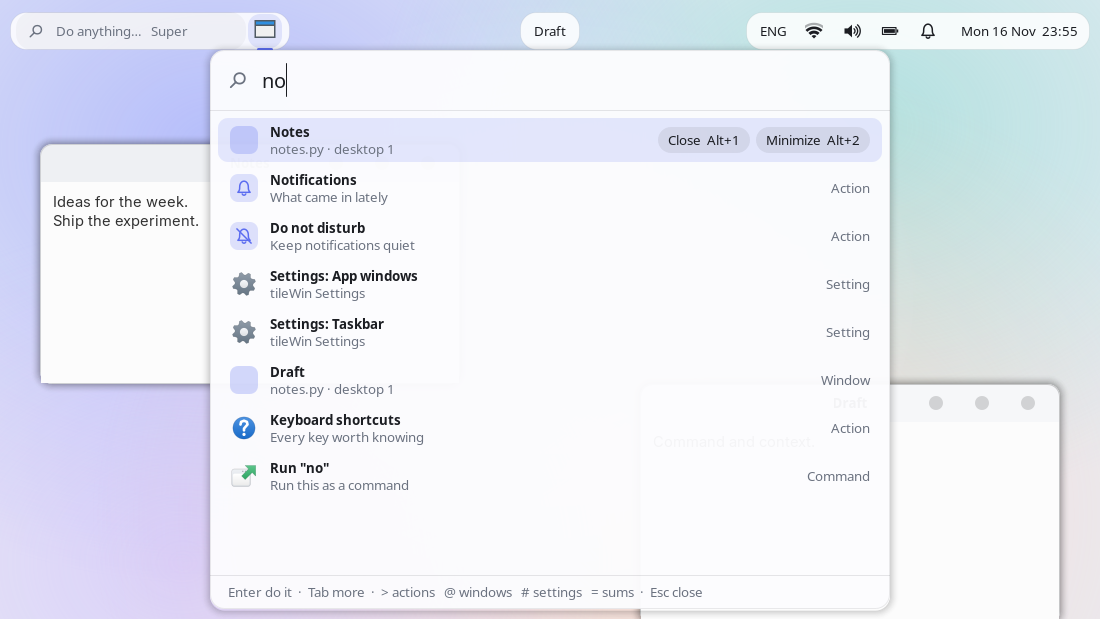 Do anything... Super
Draft
ENG
Mon 16 Nov 23:55
no
Notes
notes.py · desktop 1
Close Alt+1 Minimize Alt+2
Notifications
What came in lately
Action
Do not disturb
Keep notifications quiet
Action
Settings: App windows
tileWin Settings
Setting
Settings: Taskbar
tileWin Settings
Setting
Draft
notes.py · desktop 1
Window
Keyboard shortcuts
Every key worth knowing
Action
Run "no"
Run this as a command
Command
Enter do it · Tab more · > actions @ windows # settings = sums · Esc close
Ideas for the week.
Ship the experiment.
Draft
Command and context.